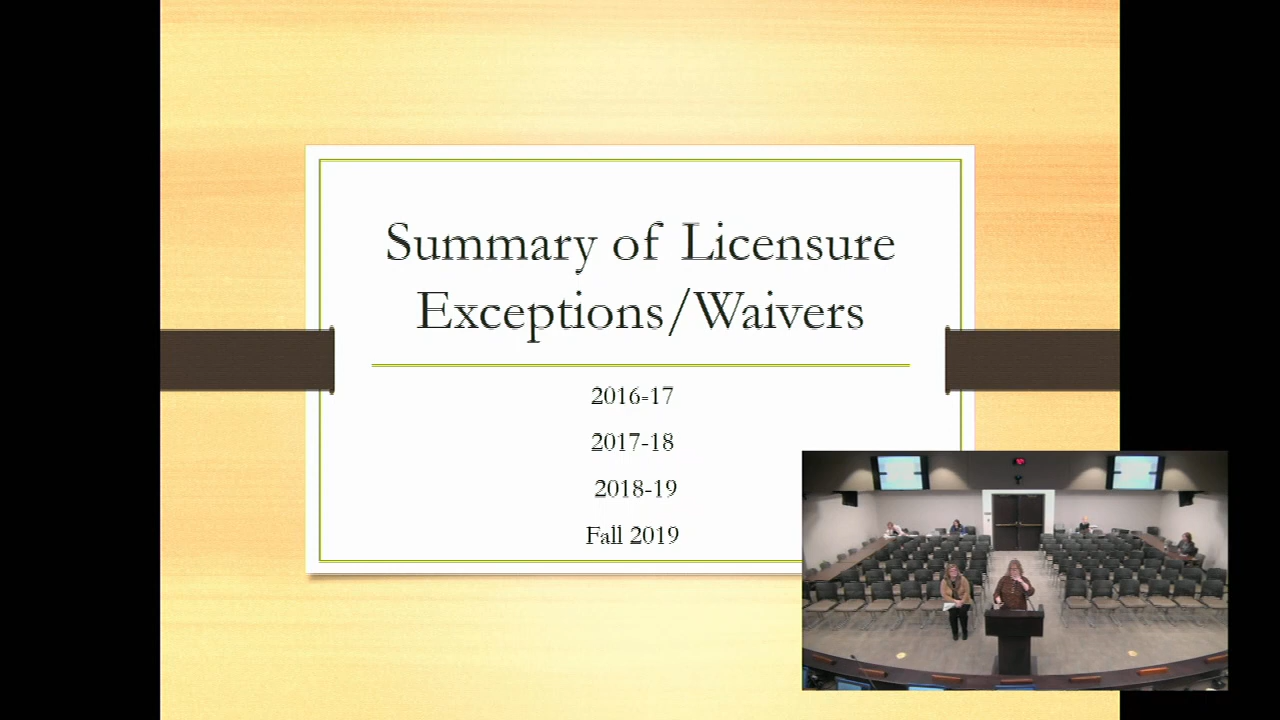 Summary of Licensure
Exceptions/Waivers
2016-17
2017-18
2018-19
Fall 2019